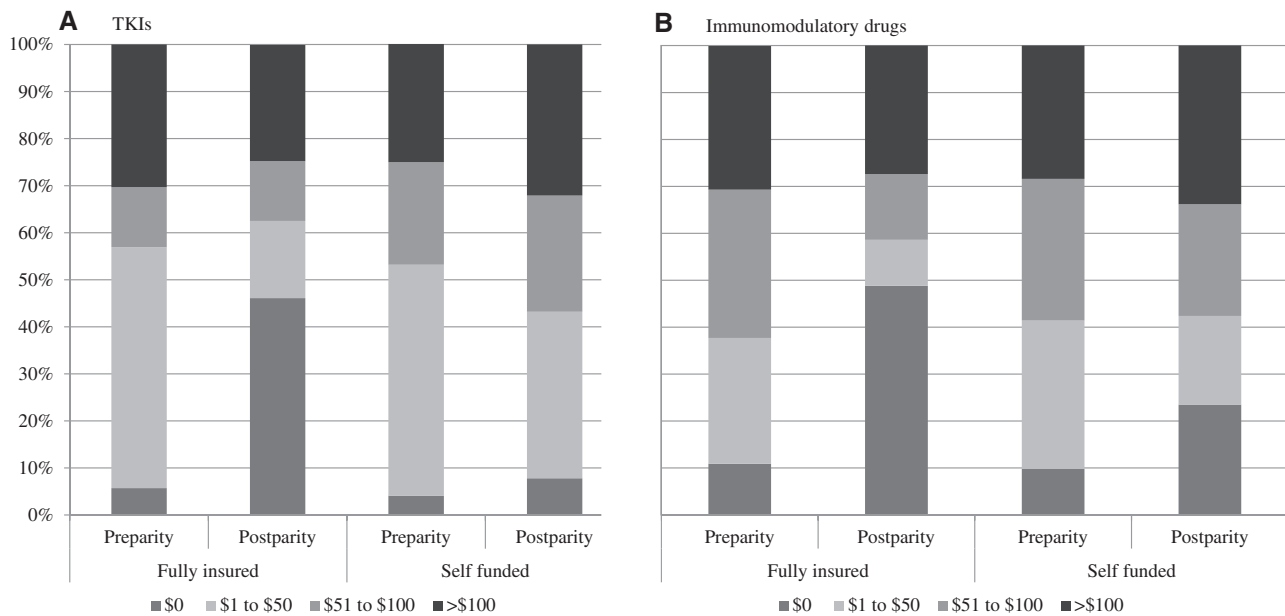 A TKIs
100%
90%
80%
70%
60%
50%
40%
30%
20%
10%
0%
Preparity Postparity Preparity Postparity
Fully insured Self funded
$0 $1 to $50 $51 to $100 >$100
B Immunomodulatory drugs
Preparity Postparity Preparity Postparity
Fully insured Self funded
$0 $1 to $50 $51 to $100 >$100